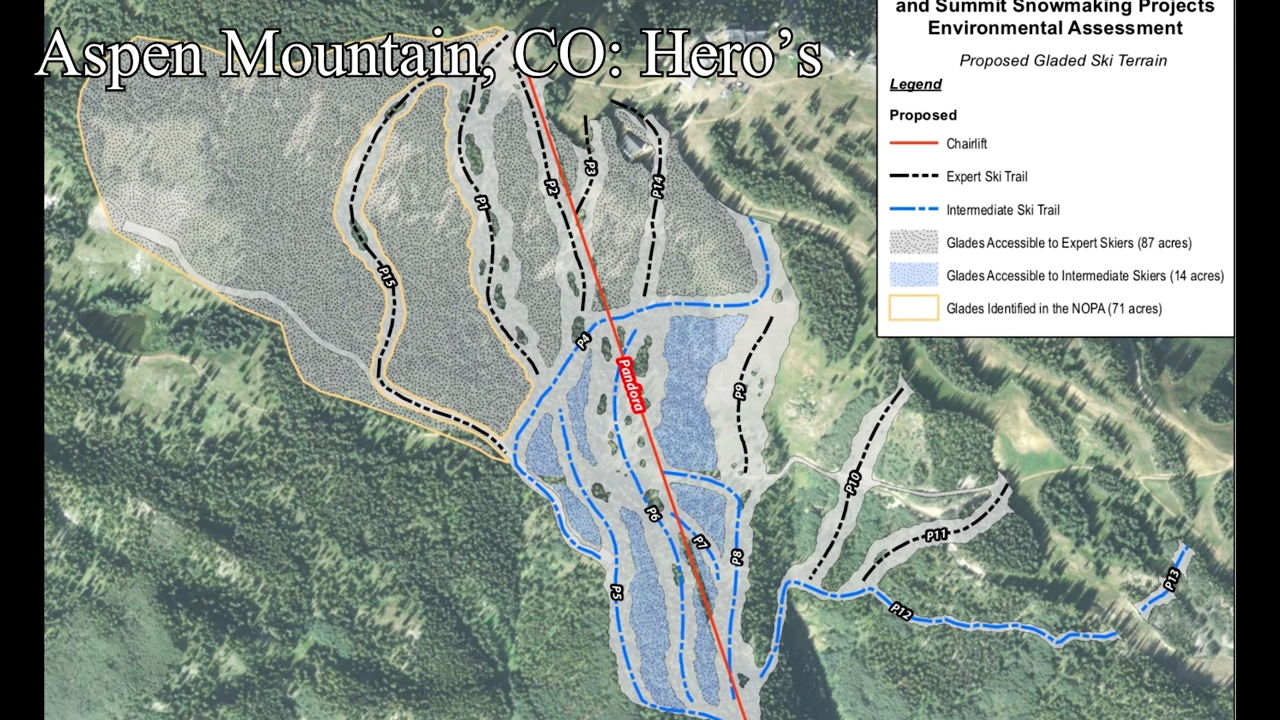 Aspen Mountain, CO: Hero’s
and Summit Snowmaking Projects
Environmental Assessment
Proposed Gladed Ski Terrain
Legend
Proposed
Chairlift
Expert Ski Trail
Intermediate Ski Trail
Glades Accessible to Expert Skiers (87 acres)
Glades Accessible to Intermediate Skiers (14 acres)
Glades Identified in the NOPA (71 acres)
P3
P2
P14
P1
P15
P4
Pandora
P9
P10
P6
P11
P7
P8
P5
P13
P12